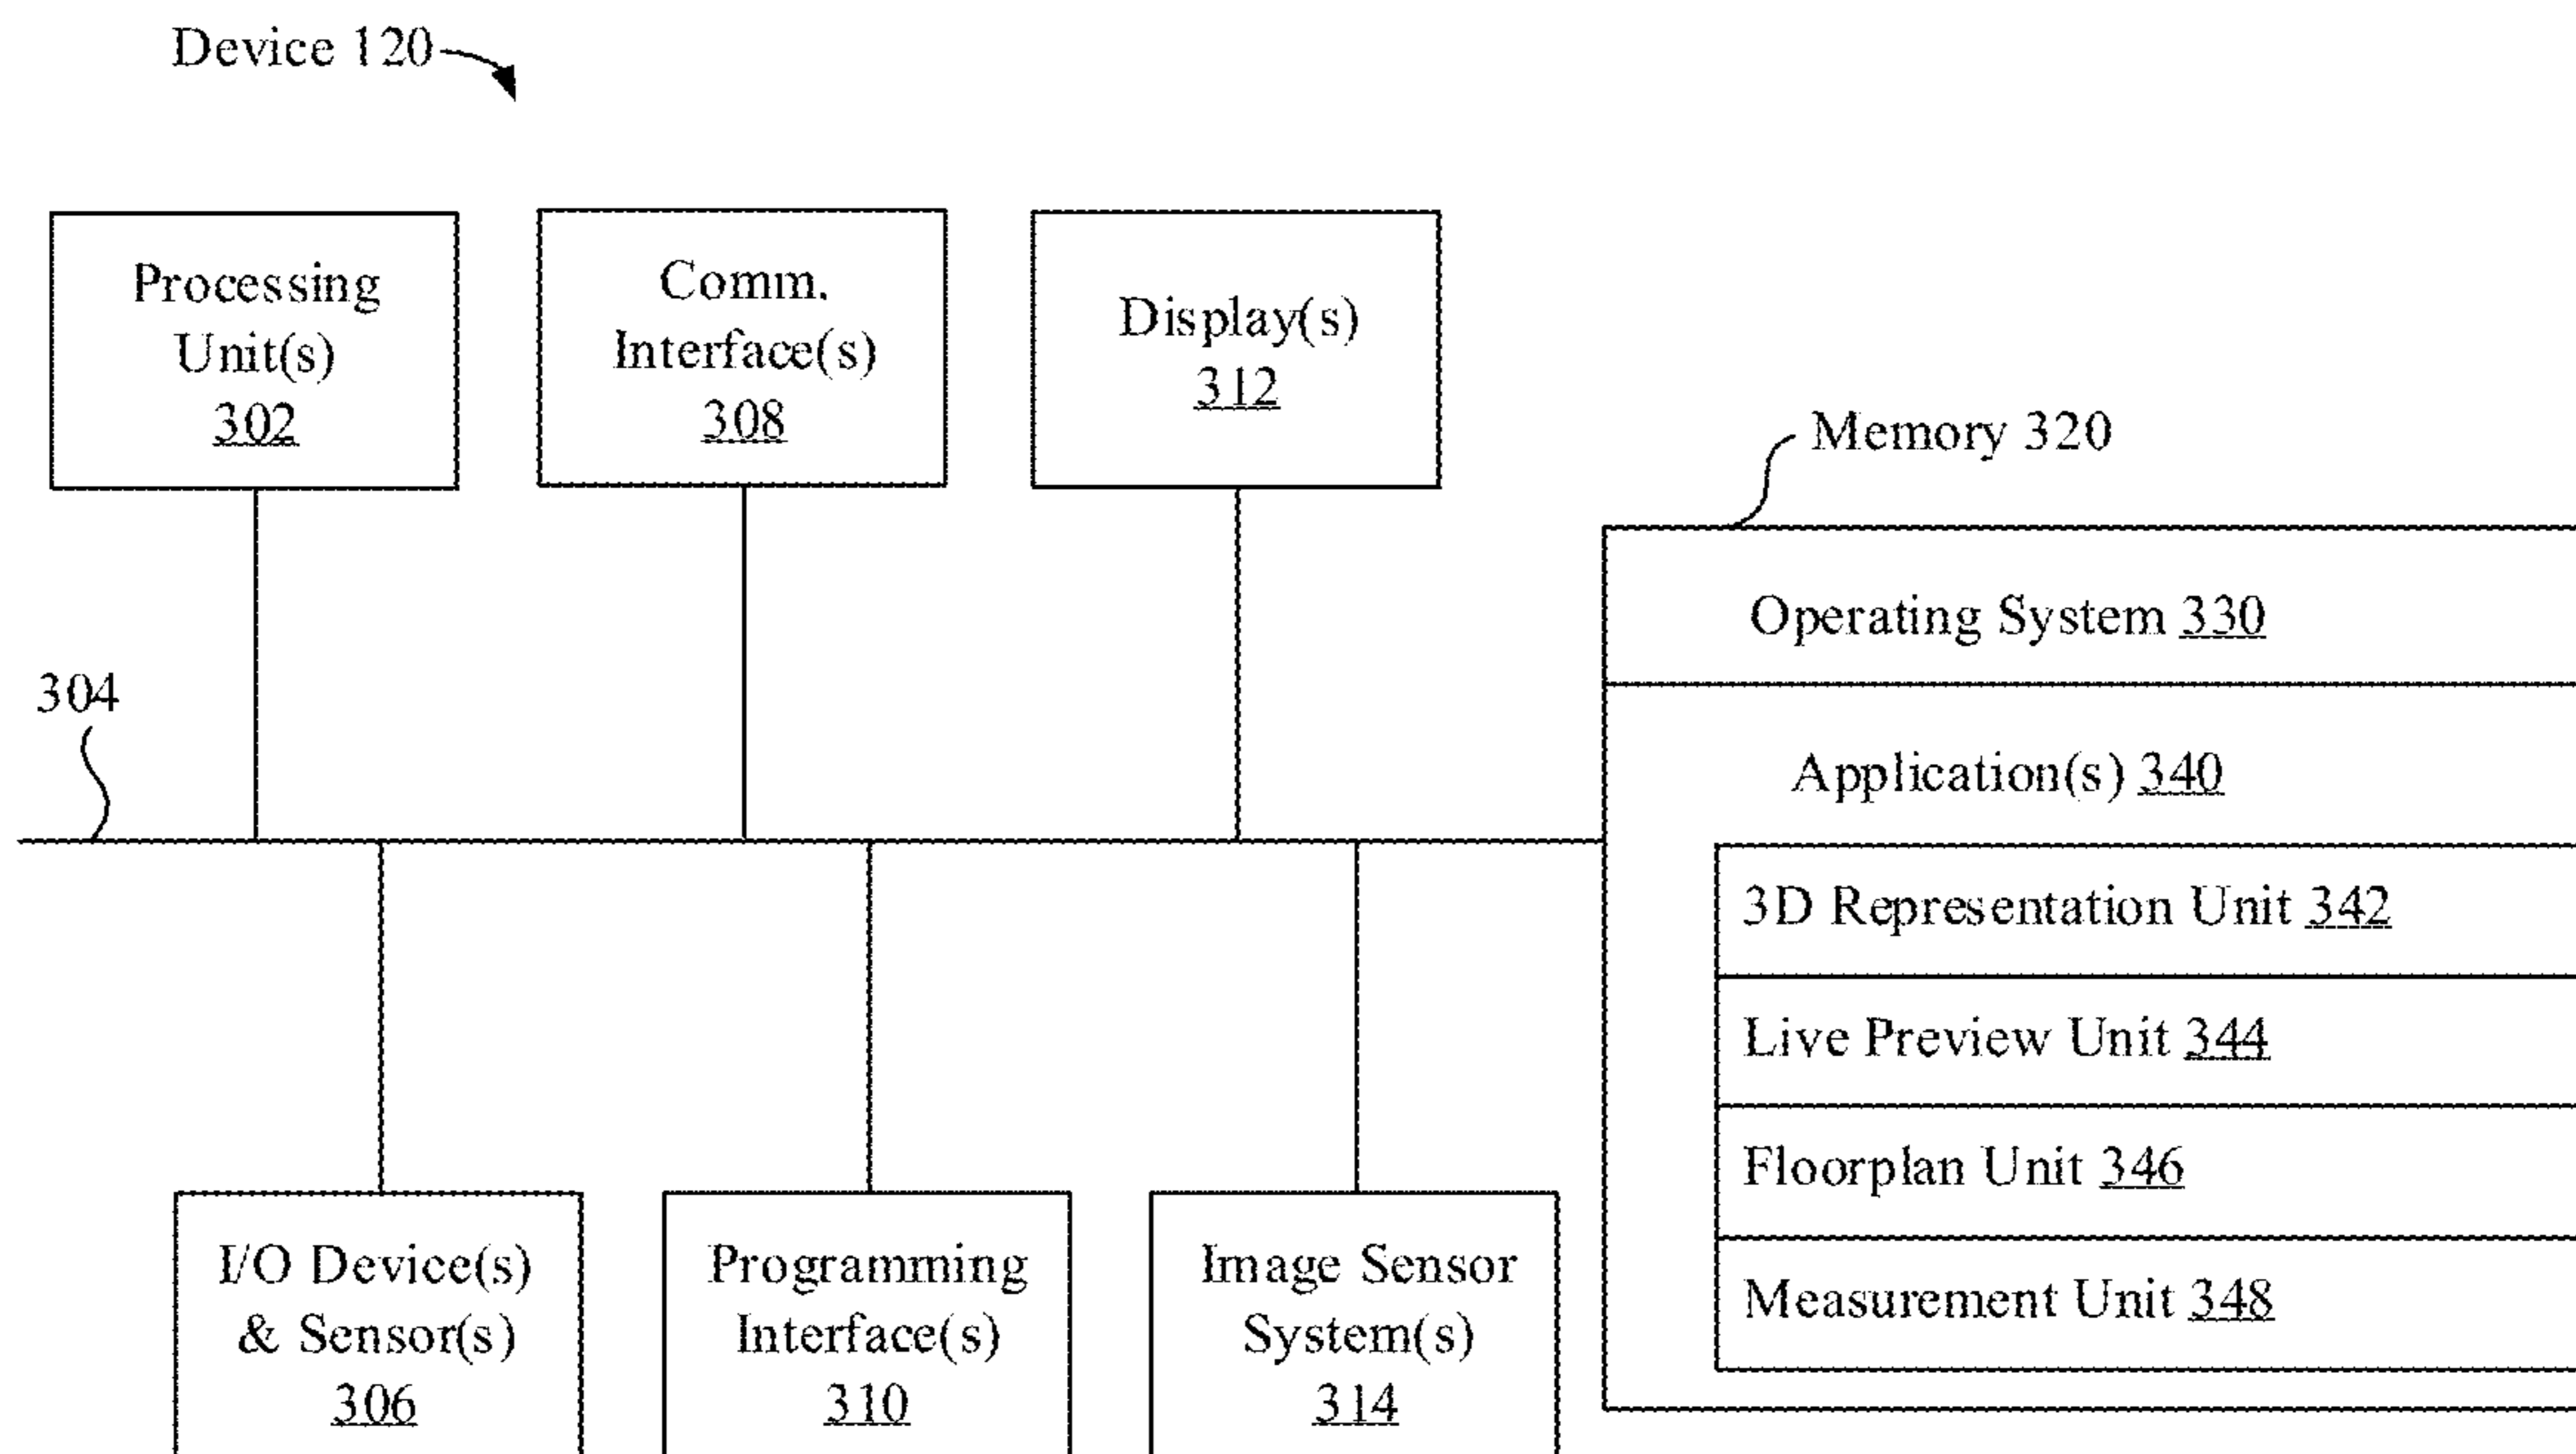 Device 120
Processing
Unit(s)
302
Comm.
Interface(s)
308
Display(s)
312
Memory 320
Operating System 330
304
Application(s) 340
3D Representation Unit 342
Live Preview Unit 344
Floorplan Unit 346
Measurement Unit 348
I/O Device(s)
& Sensor(s)
306
Programming
Interface(s)
310
Image Sensor
System(s)
314